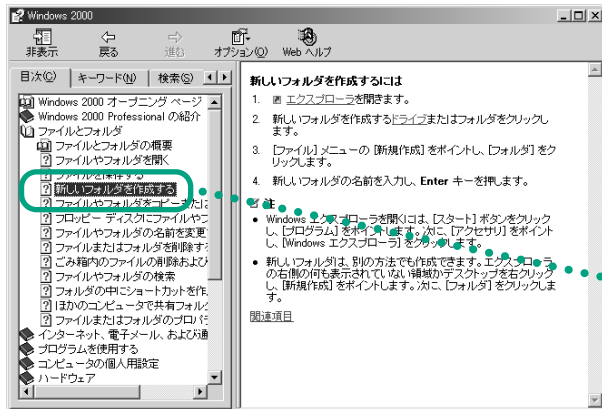 Windows 2000
非表示 戻る 進む オプション(O) Web ヘルプ
目次(C) キーワード(N) 検索(S)
Windows 2000 オープニング ページ
Windows 2000 Professional の紹介
ファイルとフォルダ
ファイルとフォルダの概要
ファイルやフォルダを開く
ファイルを保存する
新しいフォルダを作成する
ファイルやフォルダをコピーまたに
フロッピー ディスクにファイルやフ
ファイルやフォルダの名前を変更
ファイルまたはフォルダを削除す
ごみ箱内のファイルの削除および
ファイルやフォルダの検索
フォルダの中にショートカットを作
ほかのコンピュータで共有フォル
ファイルまたはフォルダのプロパテ
インターネット、電子メール、および通
プログラムを使用する
コンピュータの個人用設定
ハードウェア
新しいフォルダを作成するには
1. エクスプローラを開きます。
2. 新しいフォルダを作成するドライブまたはフォルダをクリックし
ます。
3. [ファイル] メニューの [新規作成] をポイントし、[フォルダ] をク
リックします。
4. 新しいフォルダの名前を入力し、Enter キーを押します。
注
• Windows エクスプローラを開くには、[スタート] ボタンをクリック
し、[プログラム] をポイントします。次に、[アクセサリ] をポイント
し、[Windows エクスプローラ] をクリックします。
• 新しいフォルダは、別の方法でも作成できます。エクスプローラ
の右側の何も表示されていない領域かデスクトップを右クリック
し、[新規作成] をポイントします。次に、[フォルダ] をクリックしま
す。
関連項目